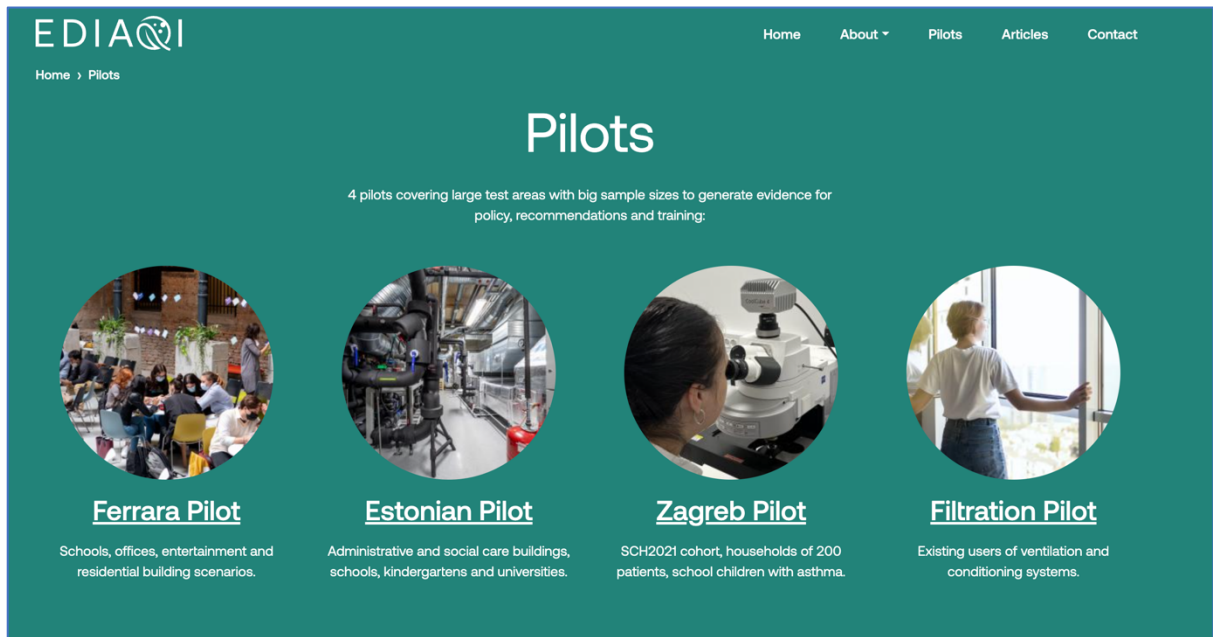 EDIAQI
Home About Pilots Articles Contact
Home › Pilots
Pilots
4 pilots covering large test areas with big sample sizes to generate evidence for
policy, recommendations and training:
Ferrara Pilot
Schools, offices, entertainment and
residential building scenarios.
Estonian Pilot
Administrative and social care buildings,
schools, kindergartens and universities.
Zagreb Pilot
SCH2021 cohort, households of 200
patients, school children with asthma.
Filtration Pilot
Existing users of ventilation and
conditioning systems.